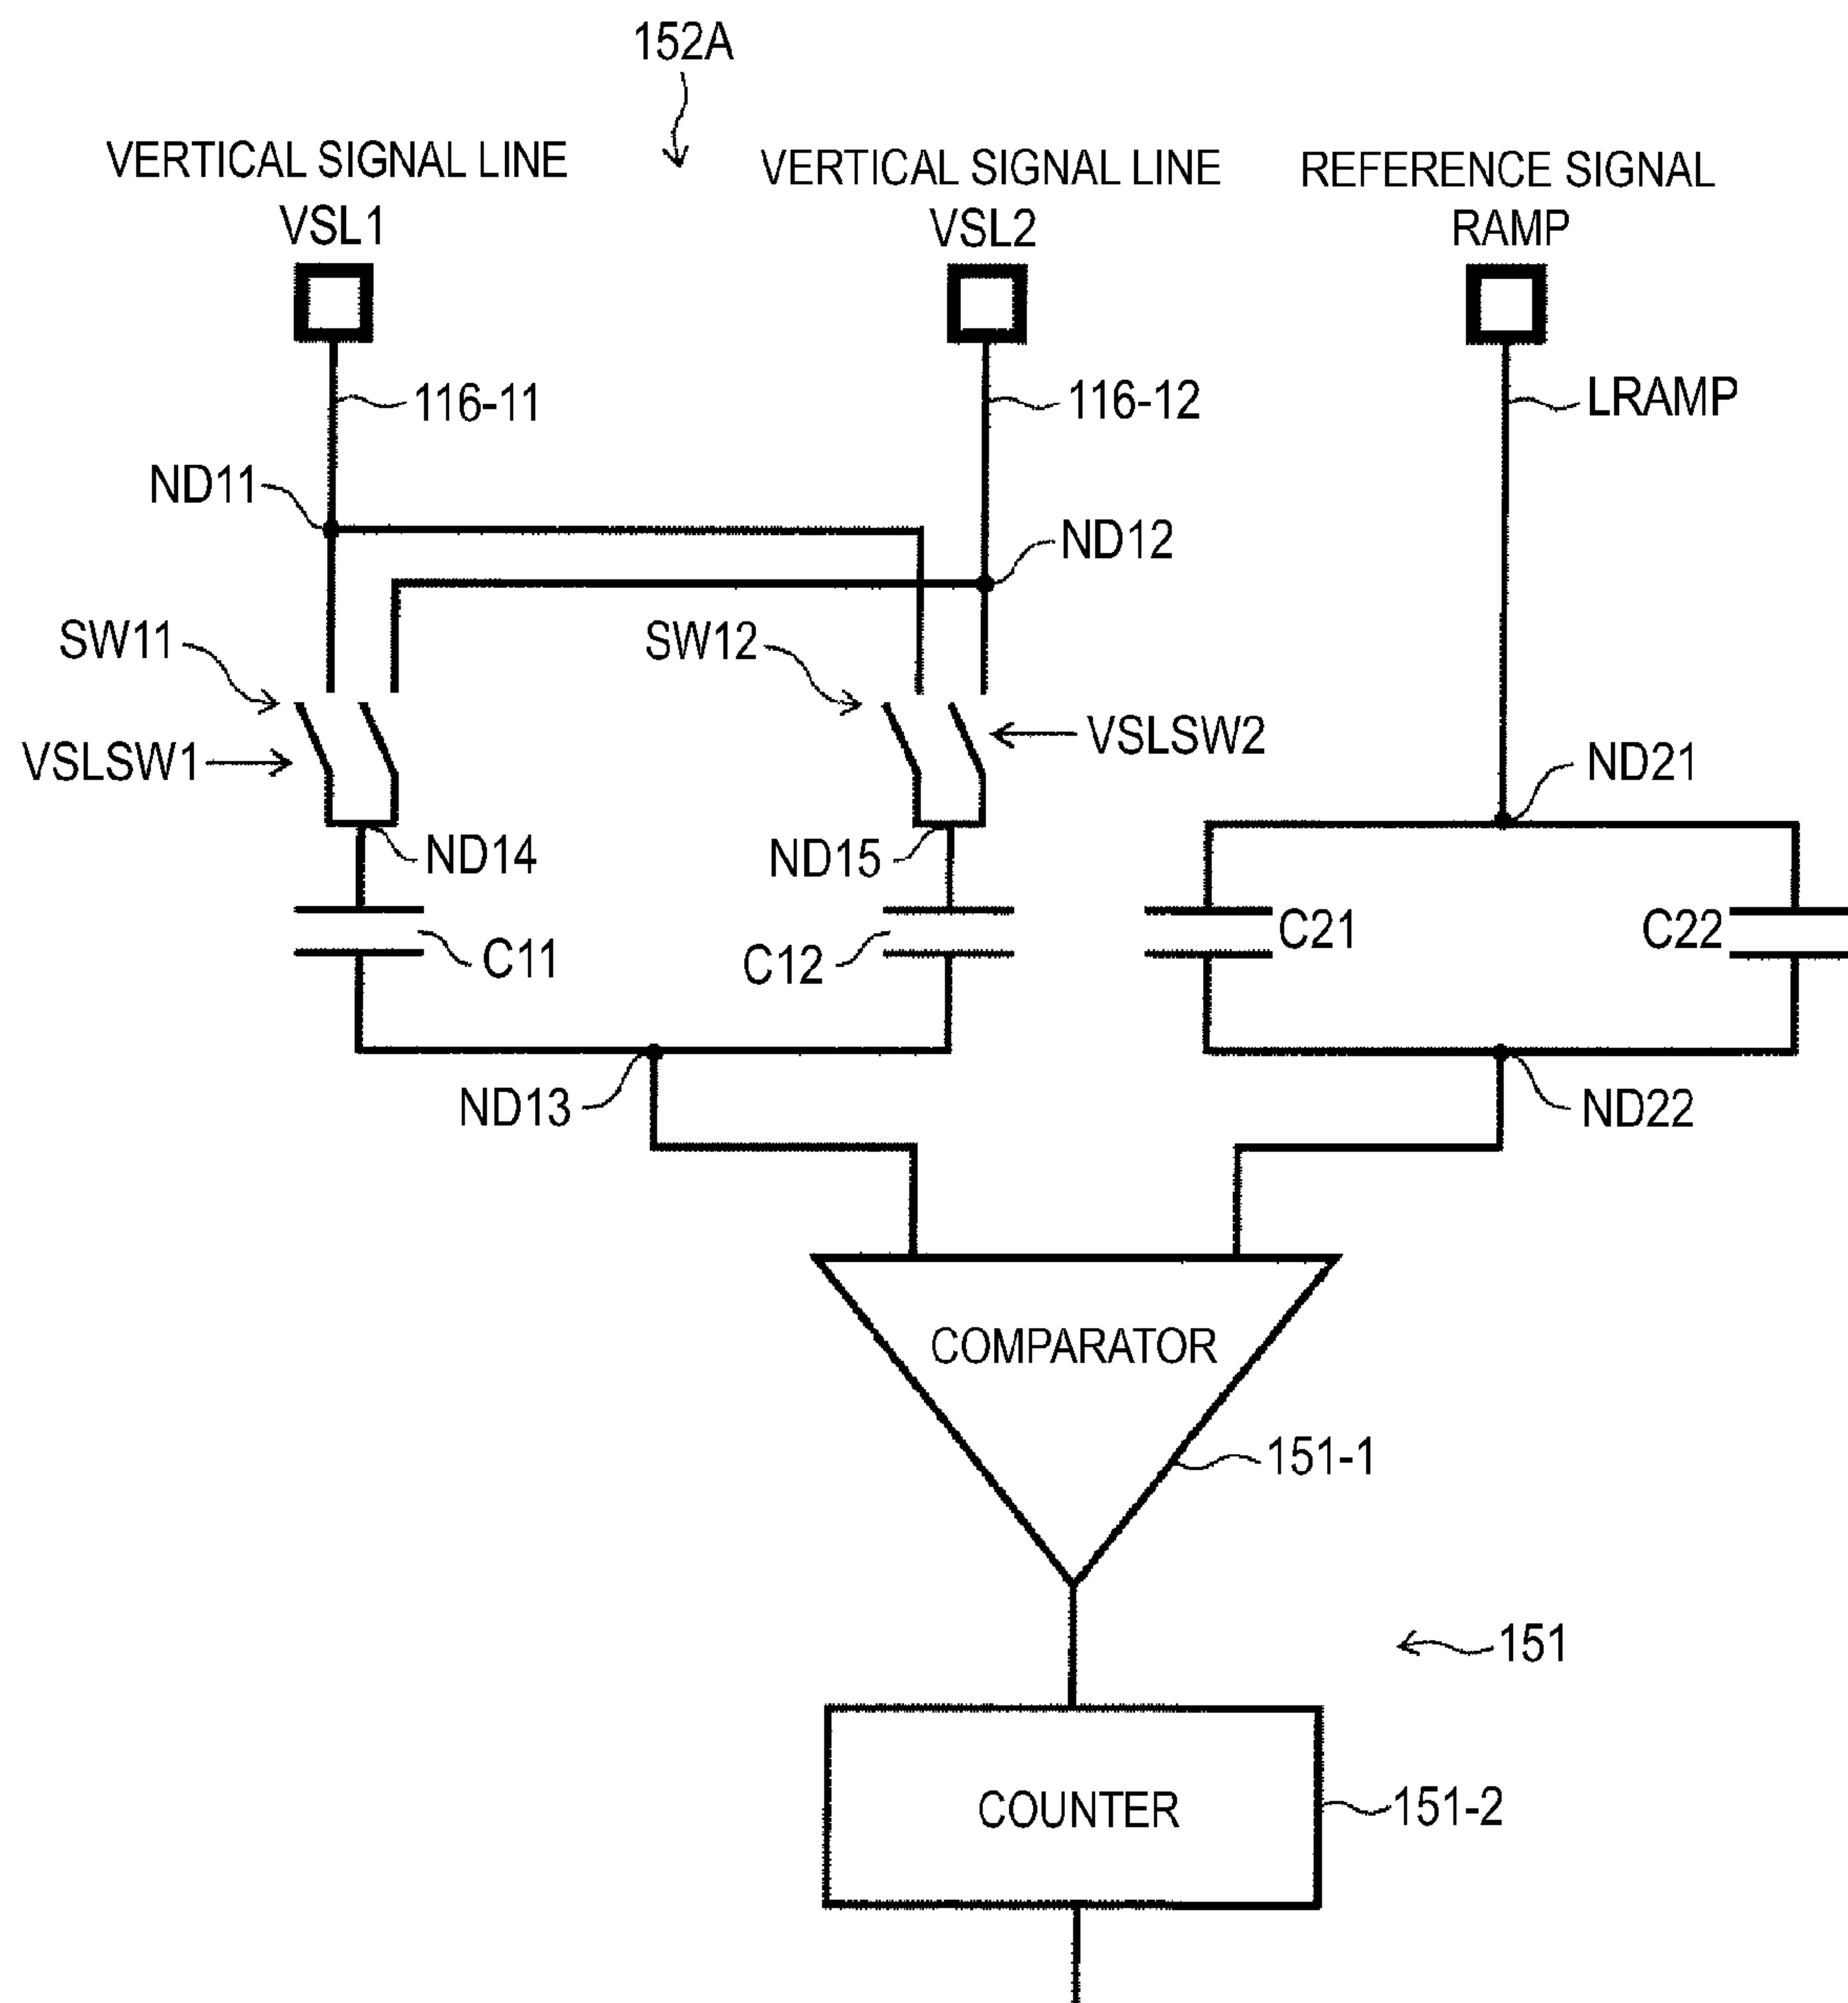 152A
VERTICAL SIGNAL LINE
VSL1
VERTICAL SIGNAL LINE
VSL2
REFERENCE SIGNAL
RAMP
116-11
116-12
LRAMP
ND11
ND12
SW11
SW12
VSLSW1
VSLSW2
ND21
ND14
ND15
C11
C12
C21
C22
ND13
ND22
COMPARATOR
151-1
151
COUNTER
151-2